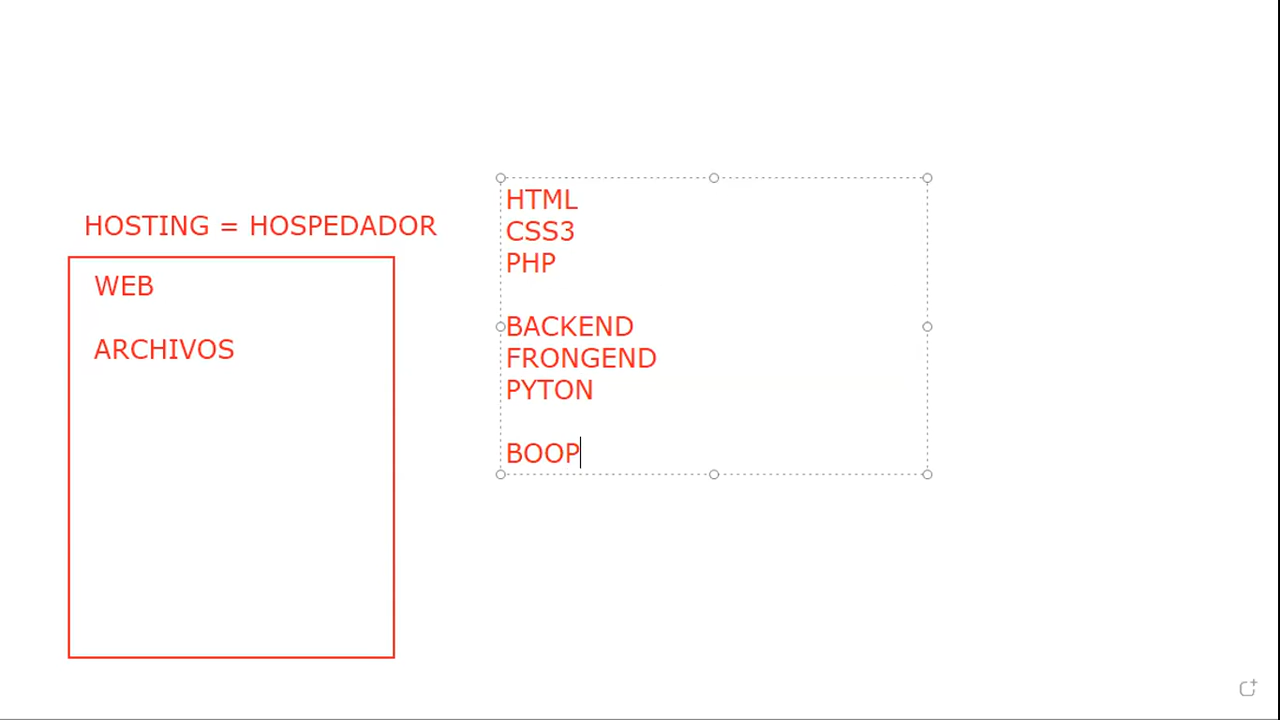 HOSTING = HOSPEDADOR
WEB
ARCHIVOS
HTML
CSS3
PHP
BACKEND
FRONGEND
PYTON
BOOP